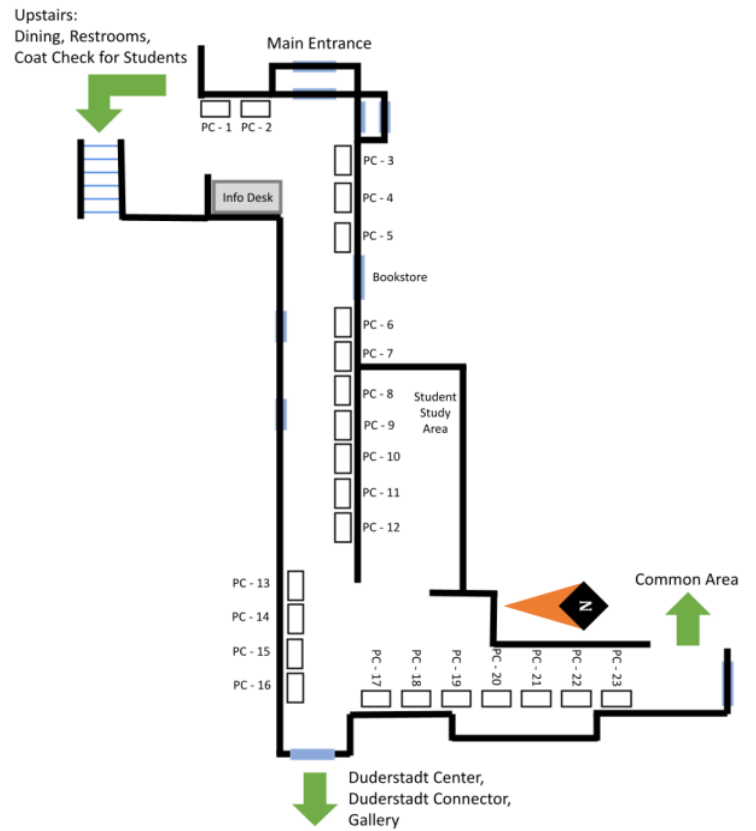 Upstairs:
Dining, Restrooms,
Coat Check for Students
Main Entrance
PC - 1
PC - 2
PC - 3
Info Desk
PC - 4
PC - 5
Bookstore
PC - 6
PC - 7
PC - 8
Student
Study
Area
PC - 9
PC - 10
PC - 11
PC - 12
PC - 13
PC - 14
PC - 15
PC - 16
N
Common Area
PC - 17
PC - 18
PC - 19
PC - 20
PC - 21
PC - 22
PC - 23
Duderstadt Center,
Duderstadt Connector,
Gallery